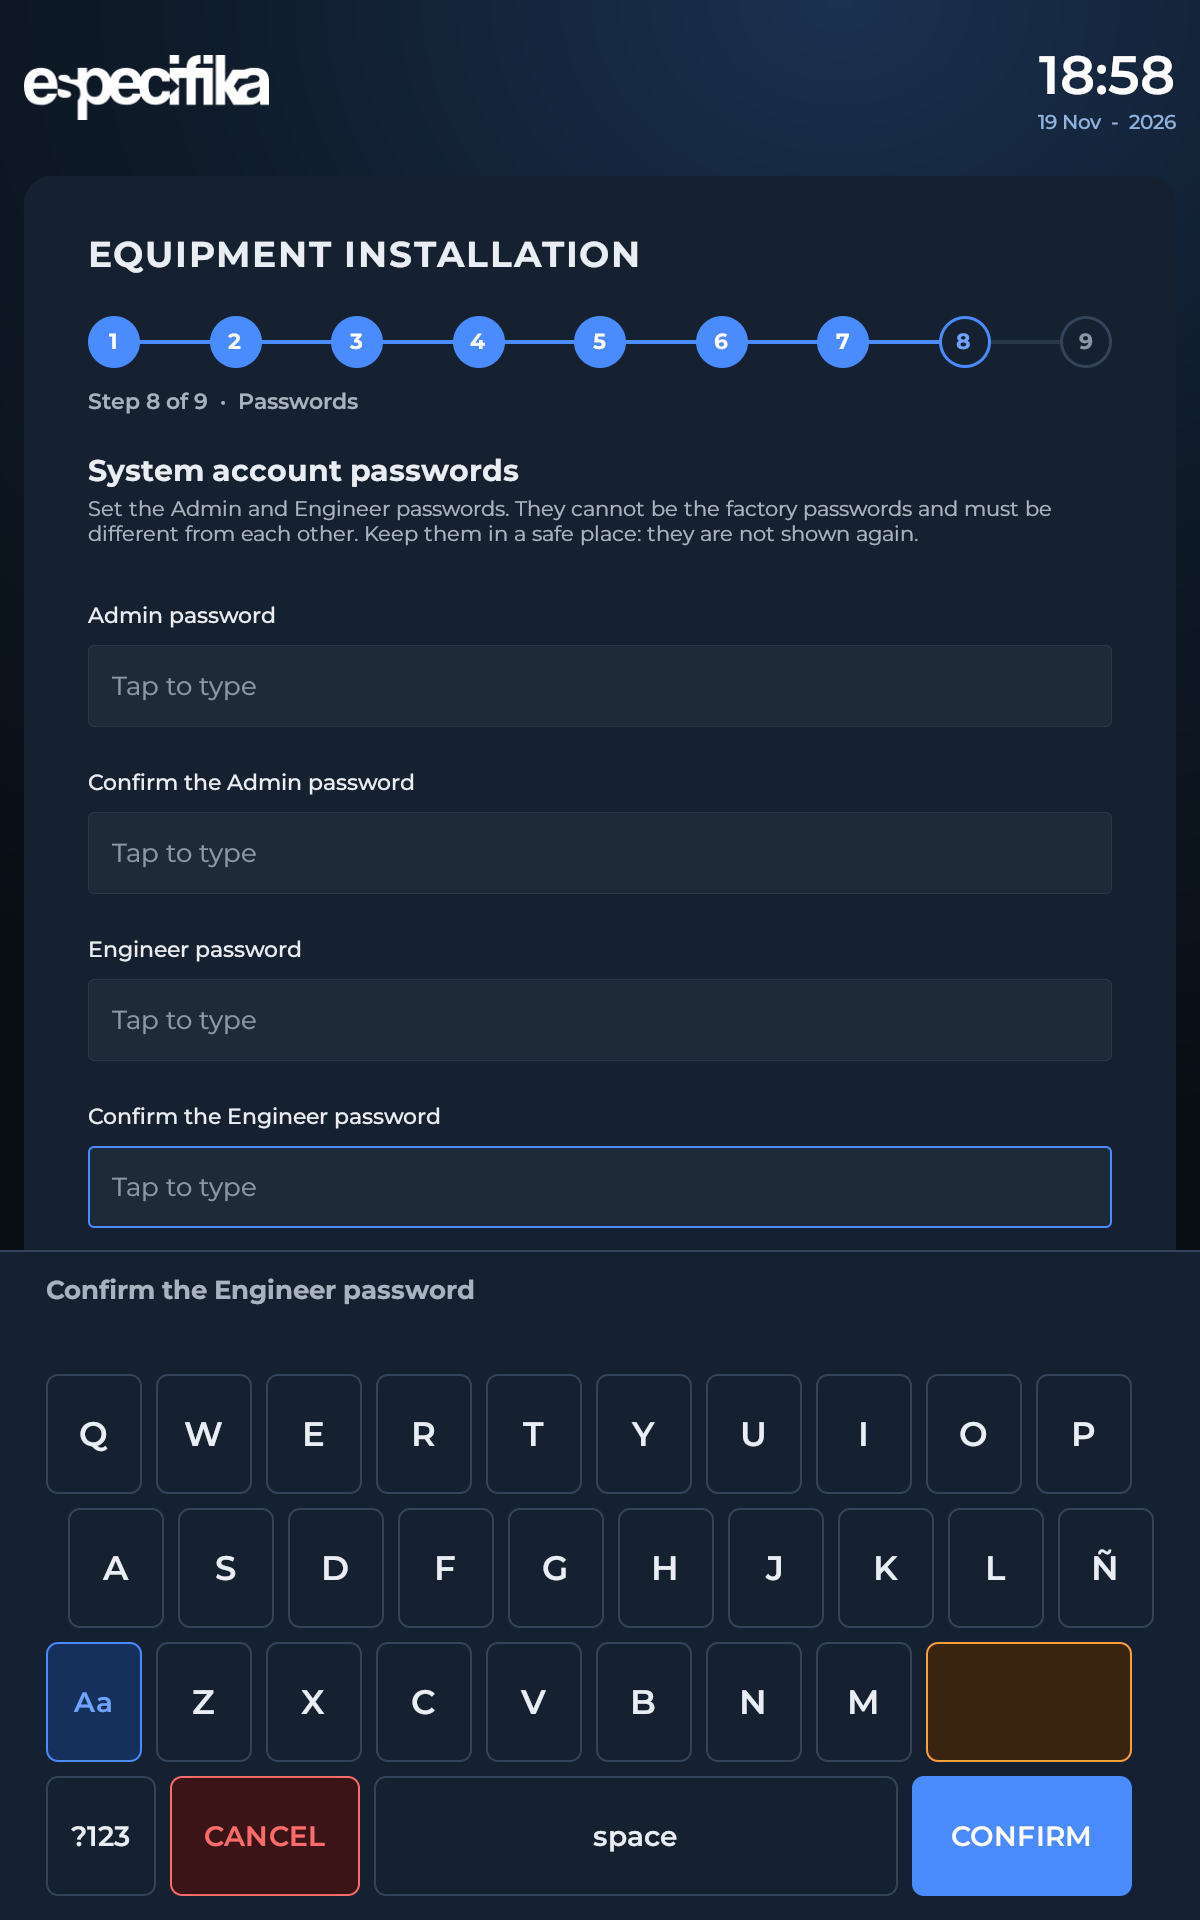 especifika
18:58
19 Nov - 2026
EQUIPMENT INSTALLATION
1 2 3 4 5 6 7 8 9
Step 8 of 9 · Passwords
System account passwords
Set the Admin and Engineer passwords. They cannot be the factory passwords and must be
different from each other. Keep them in a safe place: they are not shown again.
Admin password
Tap to type
Confirm the Admin password
Tap to type
Engineer password
Tap to type
Confirm the Engineer password
Tap to type
Confirm the Engineer password
Q W E R T Y U I O P
A S D F G H J K L Ñ
Aa Z X C V B N M
?123 CANCEL space CONFIRM